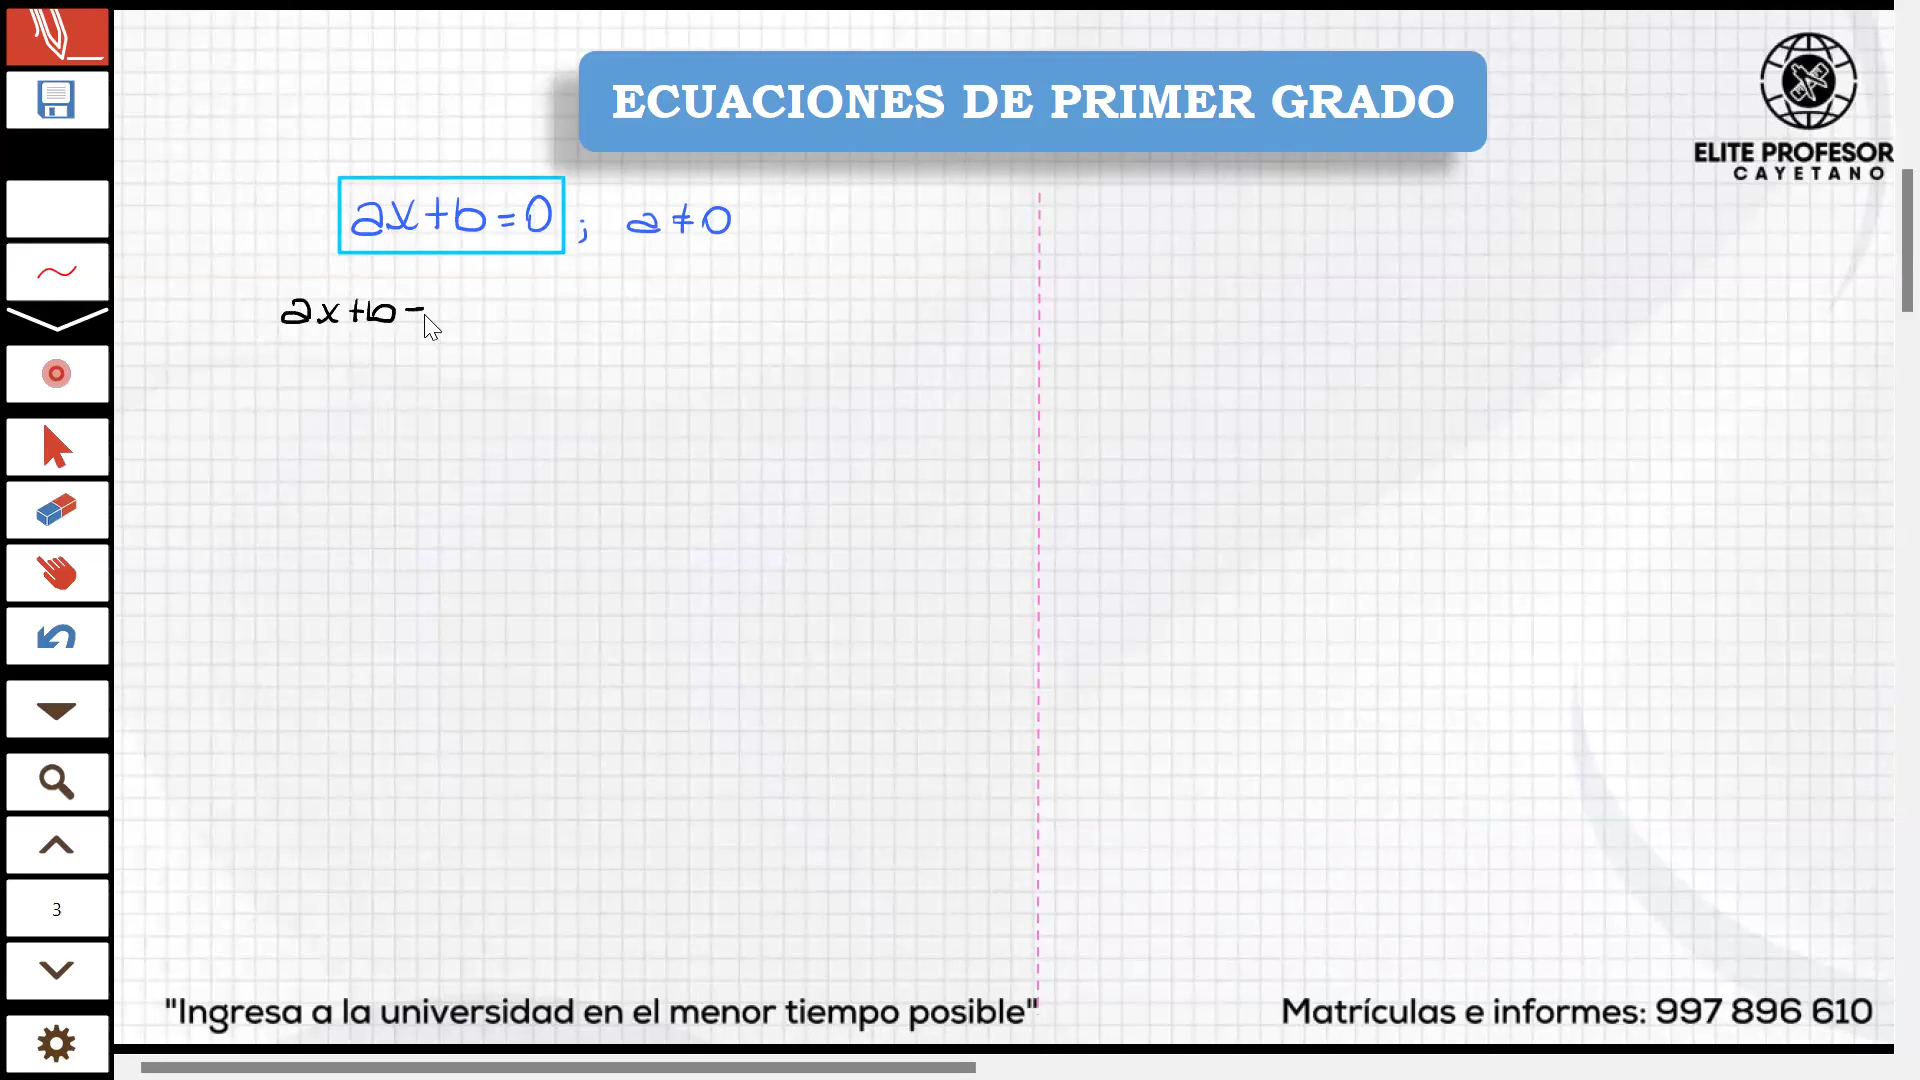 ECUACIONES DE PRIMER GRADO
ELITE PROFESOR
CAYETANO
ax+b=0 ; a≠0
ax+b-
3
"Ingresa a la universidad en el menor tiempo posible"
Matrículas e informes: 997 896 610